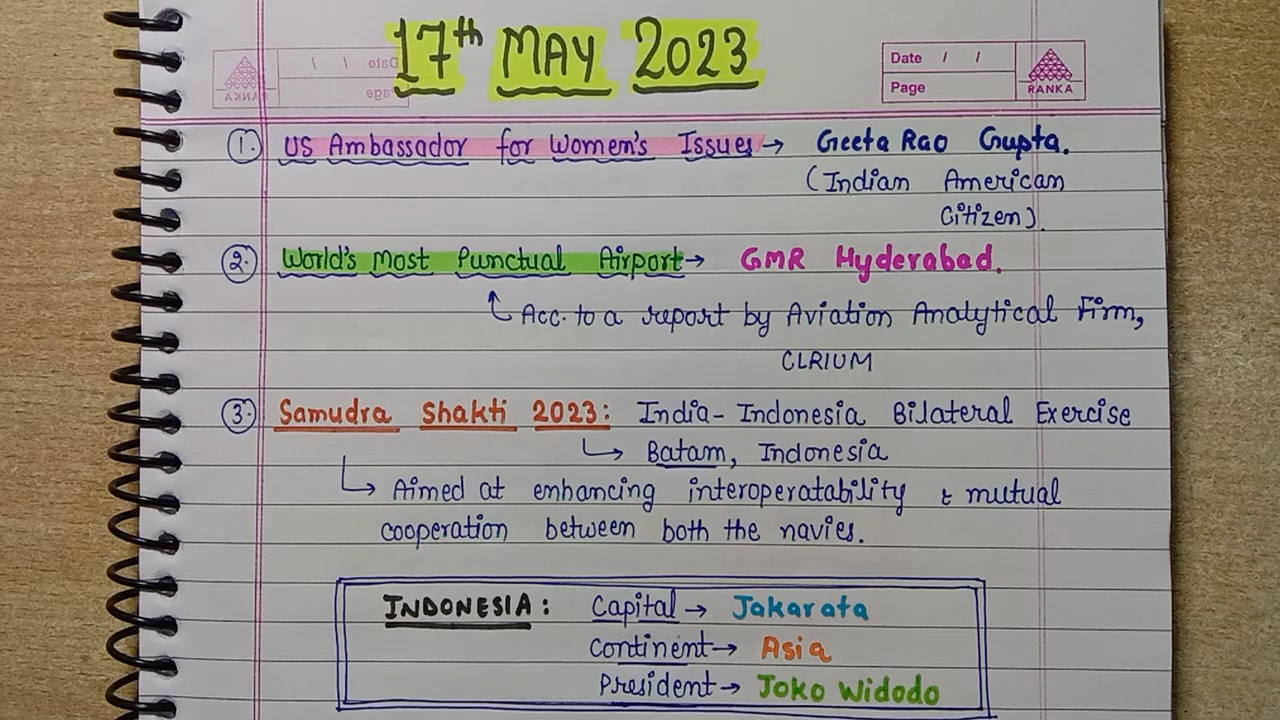 17th MAY 2023
Date / /
Page
RANKA
Date / /
Page
RANKA
1. US Ambassador for Women's Issues → Geeta Rao Gupta.
(Indian American
Citizen).
2. World's most Punctual Airport → GMR Hyderabad.
Acc. to a report by Aviation Analytical Firm,
CLRIUM
3. Samudra Shakti 2023: India-Indonesia Bilateral Exercise
→ Batam, Indonesia
→ Aimed at enhancing interoperatability & mutual
cooperation between both the navies.
INDONESIA: Capital → Jakarata
Continent → Asia
President → Joko Widodo